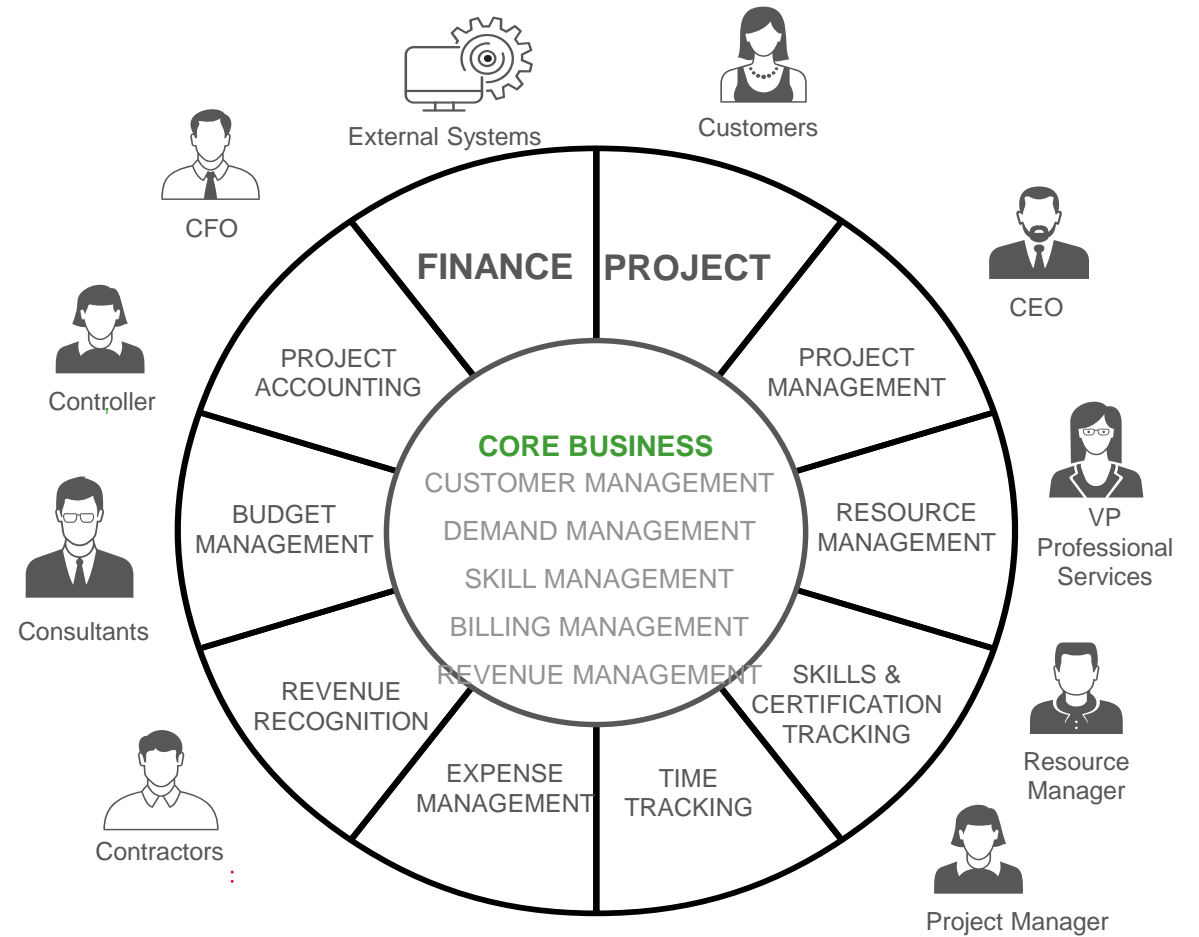 External Systems
Customers
CFO
CEO
FINANCE
PROJECT
Controller
PROJECT
ACCOUNTING
PROJECT
MANAGEMENT
CORE BUSINESS
CUSTOMER MANAGEMENT
DEMAND MANAGEMENT
SKILL MANAGEMENT
BILLING MANAGEMENT
REVENUE MANAGEMENT
BUDGET
MANAGEMENT
RESOURCE
MANAGEMENT
VP
Professional
Services
Consultants
REVENUE
RECOGNITION
SKILLS &
CERTIFICATION
TRACKING
EXPENSE
MANAGEMENT
TIME
TRACKING
Resource
Manager
Contractors
:
Project Manager